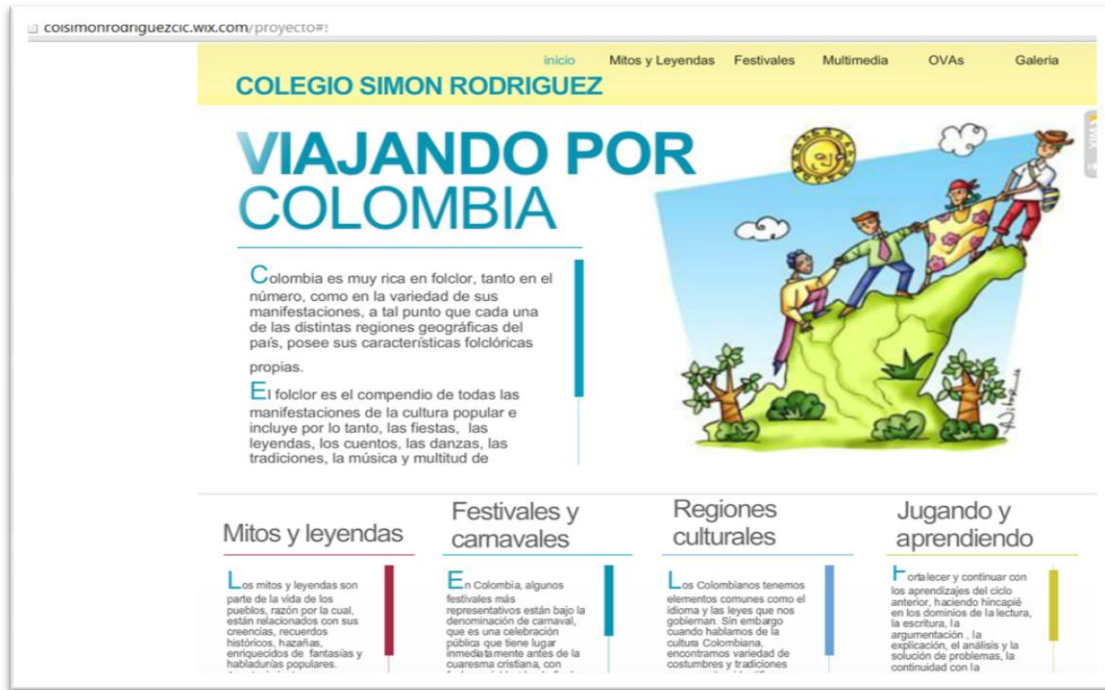 colsimonrodriguezcic.wix.com/proyecto#!
inicio Mitos y Leyendas Festivales Multimedia OVAs Galeria
COLEGIO SIMON RODRIGUEZ
VIAJANDO POR
COLOMBIA
Colombia es muy rica en folclor, tanto en el
número, como en la variedad de sus
manifestaciones, a tal punto que cada una
de las distintas regiones geográficas del
país, posee sus características folclóricas
propias.
El folclor es el compendio de todas las
manifestaciones de la cultura popular e
incluye por lo tanto, las fiestas, las
leyendas, los cuentos, las danzas, las
tradiciones, la música y multitud de
Mitos y leyendas
Los mitos y leyendas son
parte de la vida de los
pueblos, razón por la cual,
están relacionados con sus
creencias, recuerdos
históricos, hazañas,
enriquecidos de fantasías y
habladurías populares.
Festivales y
carnavales
En Colombia, algunos
festivales más
representativos están bajo la
denominación de carnaval,
que es una celebración
pública que tiene lugar
inmediatamente antes de la
cuaresma cristiana, con
Regiones
culturales
Los Colombianos tenemos
elementos comunes como el
idioma y las leyes que nos
gobiernan. Sin embargo
cuando hablamos de la
cultura Colombiana,
encontramos variedad de
costumbres y tradiciones
Jugando y
aprendiendo
Fortalecer y continuar con
los aprendizajes del ciclo
anterior, haciendo hincapié
en los dominios de la lectura,
la escritura, la
argumentación , la
explicación, el análisis y la
solución de problemas, la
continuidad con la